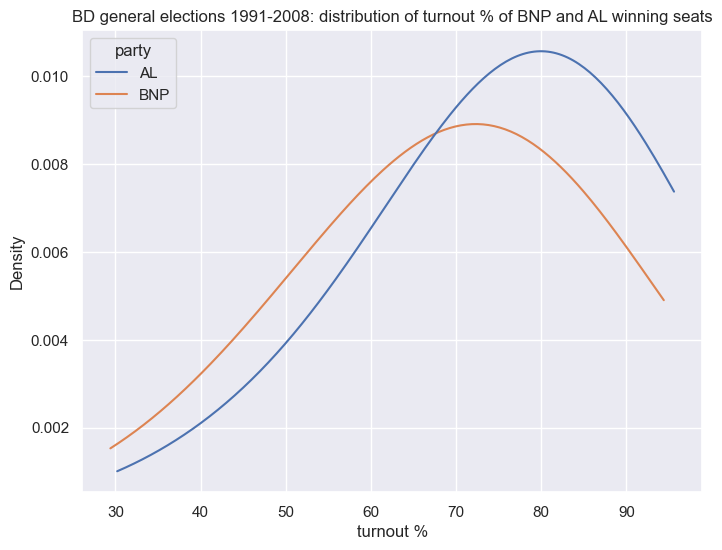 BD general elections 1991-2008: distribution of turnout % of BNP and AL winning seats
party
AL
BNP
0.010
0.008
0.006
0.004
0.002
Density
30 40 50 60 70 80 90
turnout %